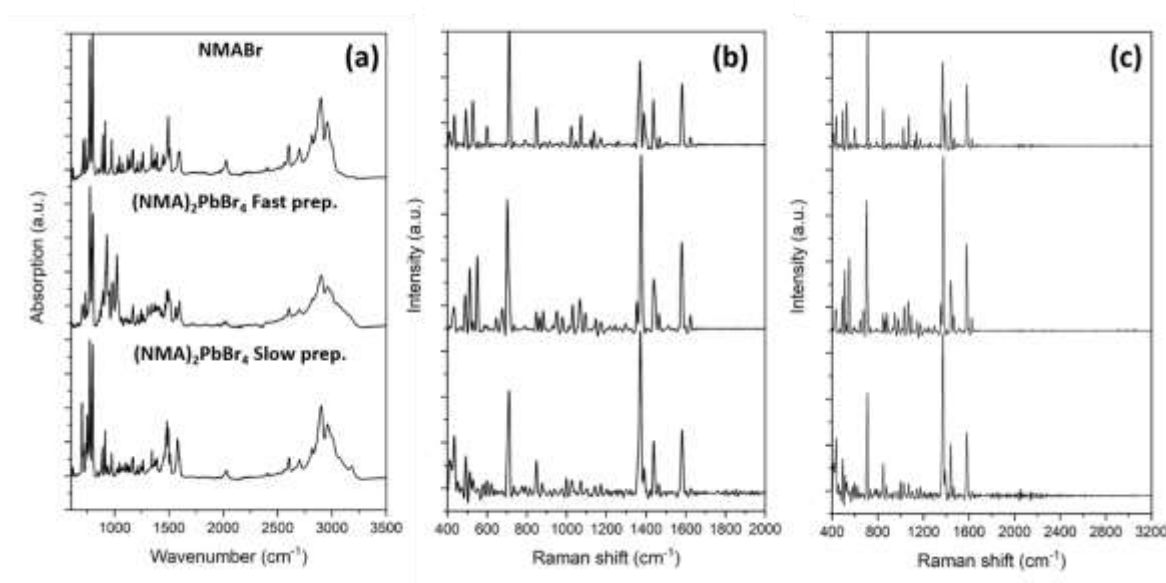 (a)
NMABr
(NMA)₂PbBr₄ Fast prep.
(NMA)₂PbBr₄ Slow prep.
Absorption (a.u.)
1000 1500 2000 2500 3000 3500
Wavenumber (cm⁻¹)
(b)
Intensity (a.u.)
400 600 800 1000 1200 1400 1600 1800 2000
Raman shift (cm⁻¹)
(c)
Intensity (a.u.)
400 800 1200 1600 2000 2400 2800 3200
Raman shift (cm⁻¹)